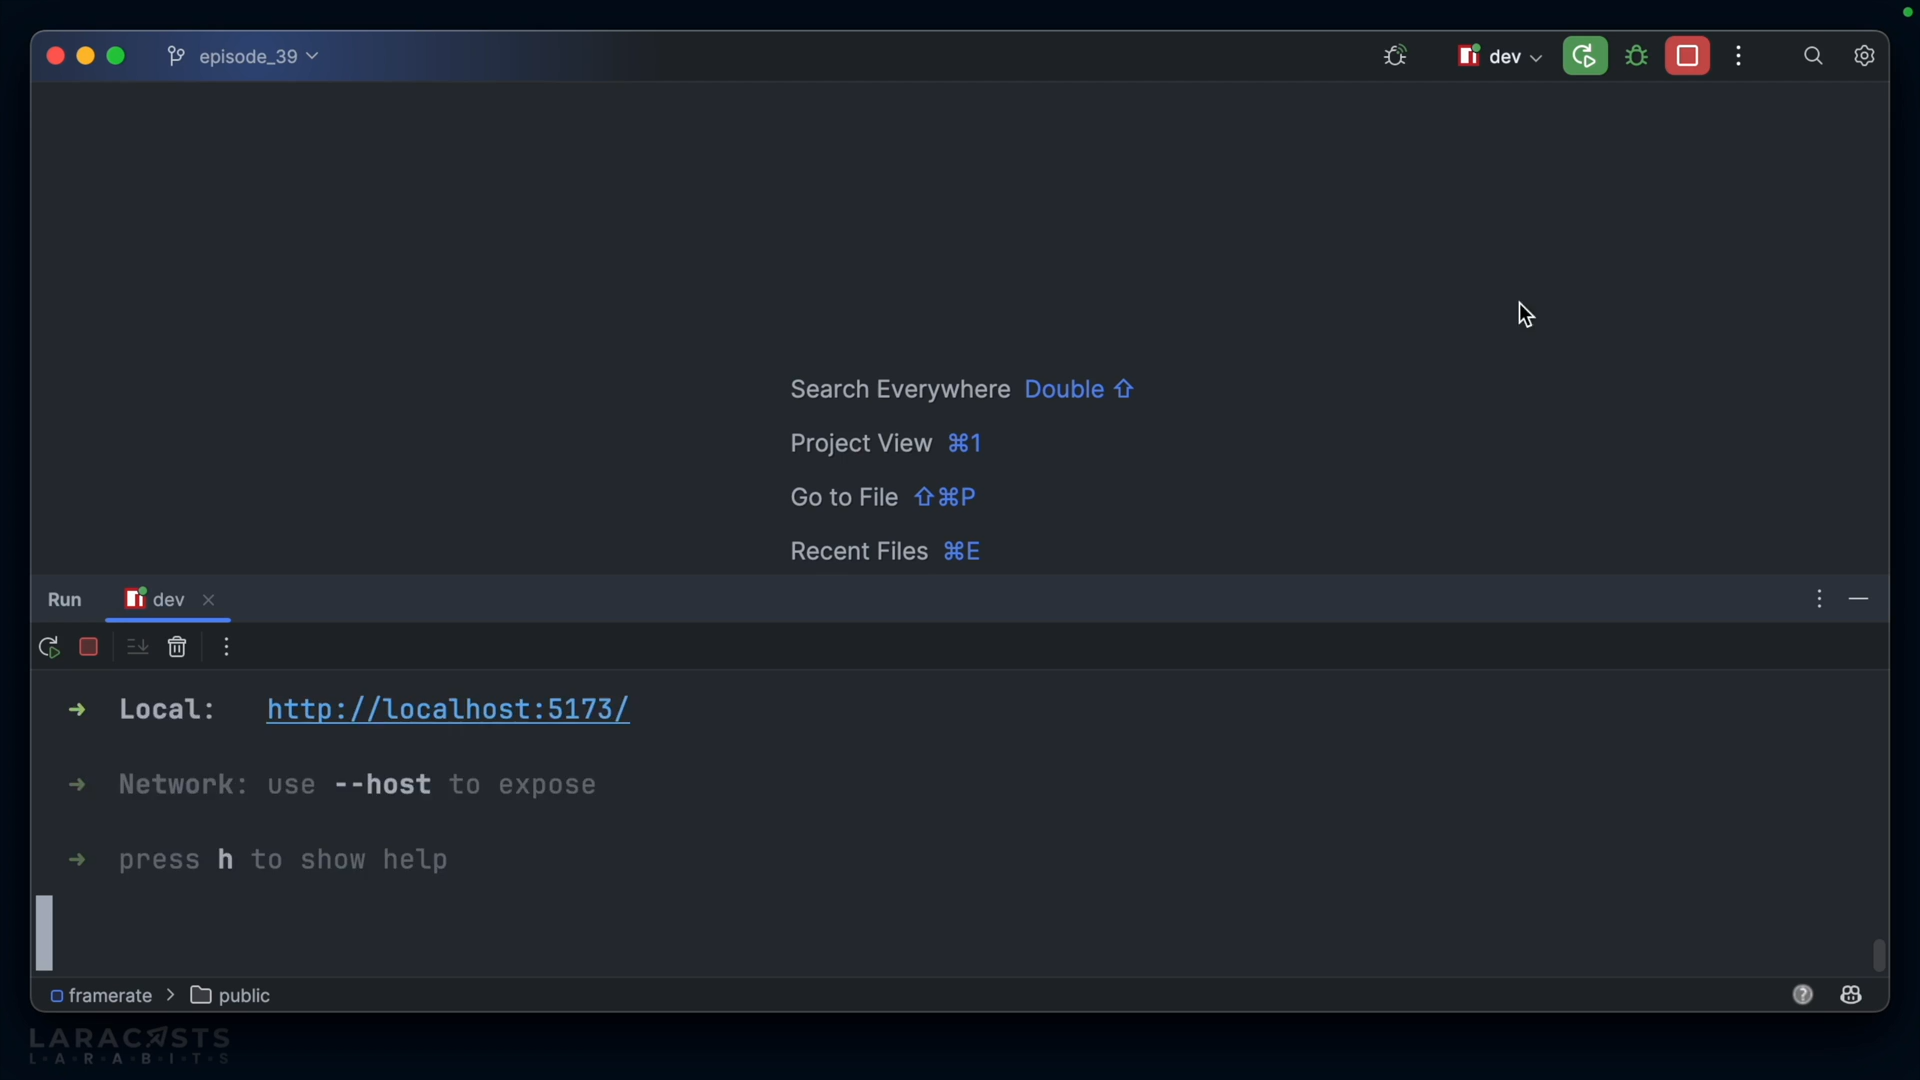 episode_39
dev
Search Everywhere Double ⇧
Project View ⌘1
Go to File ⇧⌘P
Recent Files ⌘E
Run
dev
➜ Local: http://localhost:5173/
➜ Network: use --host to expose
➜ press h to show help
framerate > public
LARACASTS
L·A·R·A·B·I·T·S